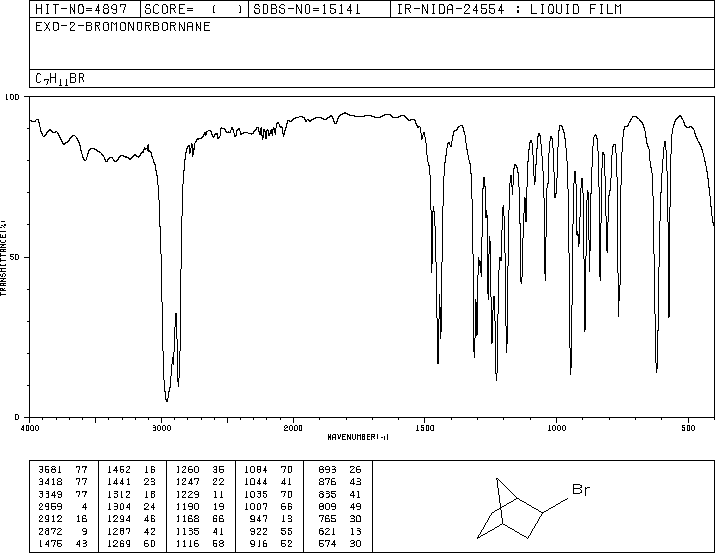 HIT-NO=4897 SCORE= ( ) SDBS-NO=15141 IR-NIDA-24554 : LIQUID FILM
EXO-2-BROMONORBORNANE
C7H11BR
100
TRANSMITTANCE(%)
50
0
4000 3000 2000 1500 1000 500
WAVENUMBER(-1)
3581 77 1452 16 1260 35 1084 70 893 26
3418 77 1441 23 1247 22 1044 41 876 43
3349 77 1312 18 1229 11 1035 70 835 41
2959 4 1304 24 1190 19 1007 66 809 49
2912 16 1294 46 1168 66 947 13 765 30
2872 9 1287 42 1135 41 922 55 621 13
1475 43 1269 60 1116 58 916 52 574 30
Br